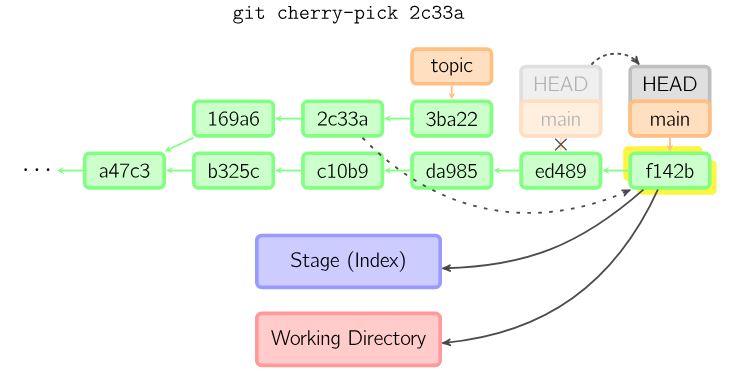 git cherry-pick 2c33a
topic
HEAD HEAD
169a6 2c33a 3ba22 main main
··· a47c3 b325c c10b9 da985 ed489 f142b
Stage (Index)
Working Directory